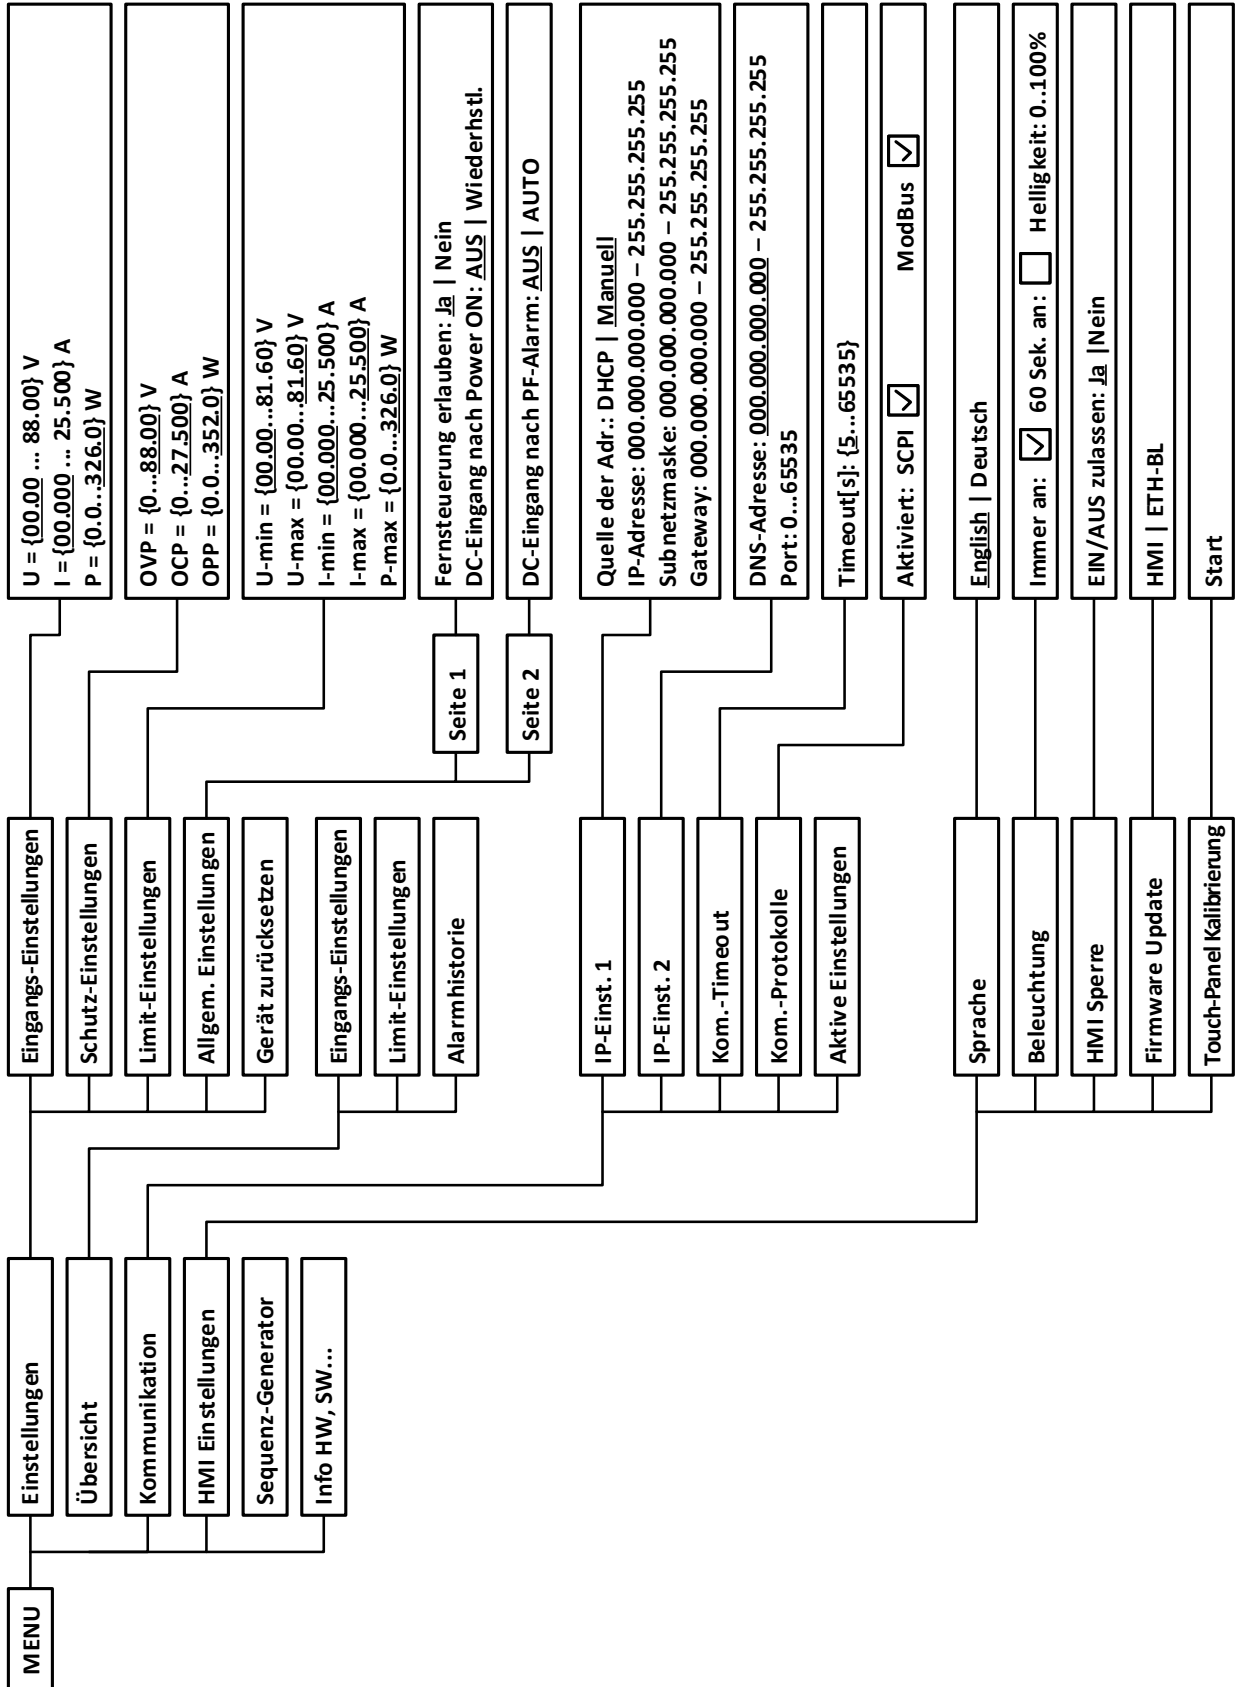 MENU
Einstellungen
Übersicht
Kommunikation
HMI Einstellungen
Sequenz-Generator
Info HW, SW...
Eingangs-Einstellungen
Schutz-Einstellungen
Limit-Einstellungen
Allgem. Einstellungen
Gerät zurücksetzen
Eingangs-Einstellungen
Limit-Einstellungen
Alarmhistorie
IP-Einst. 1
IP-Einst. 2
Kom.-Timeout
Kom.-Protokolle
Aktive Einstellungen
Sprache
Beleuchtung
HMI Sperre
Firmware Update
Touch-Panel Kalibrierung
Seite 1
Seite 2
U = {00.00 ... 88.00} V
I = {00.000 ... 25.500} A
P = {0.0...326.0} W
OVP = {0...88.00} V
OCP = {0...27.500} A
OPP = {0.0...352.0} W
U-min = {00.00...81.60} V
U-max = {00.00...81.60} V
I-min = {00.000...25.500} A
I-max = {00.000...25.500} A
P-max = {0.0...326.0} W
Fernsteuerung erlauben: Ja | Nein
DC-Eingang nach Power ON: AUS | Wiederhstl.
DC-Eingang nach PF-Alarm: AUS | AUTO
Quelle der Adr.: DHCP | Manuell
IP-Adresse: 000.000.000.000 – 255.255.255.255
Subnetzmaske: 000.000.000.000 – 255.255.255.255
Gateway: 000.000.000.000 – 255.255.255.255
DNS-Adresse: 000.000.000.000 – 255.255.255.255
Port: 0...65535
Timeout[s]: {5...65535}
Aktiviert: SCPI ModBus
English | Deutsch
Immer an: 60 Sek. an: Helligkeit: 0..100%
EIN/AUS zulassen: Ja |Nein
HMI | ETH-BL
Start